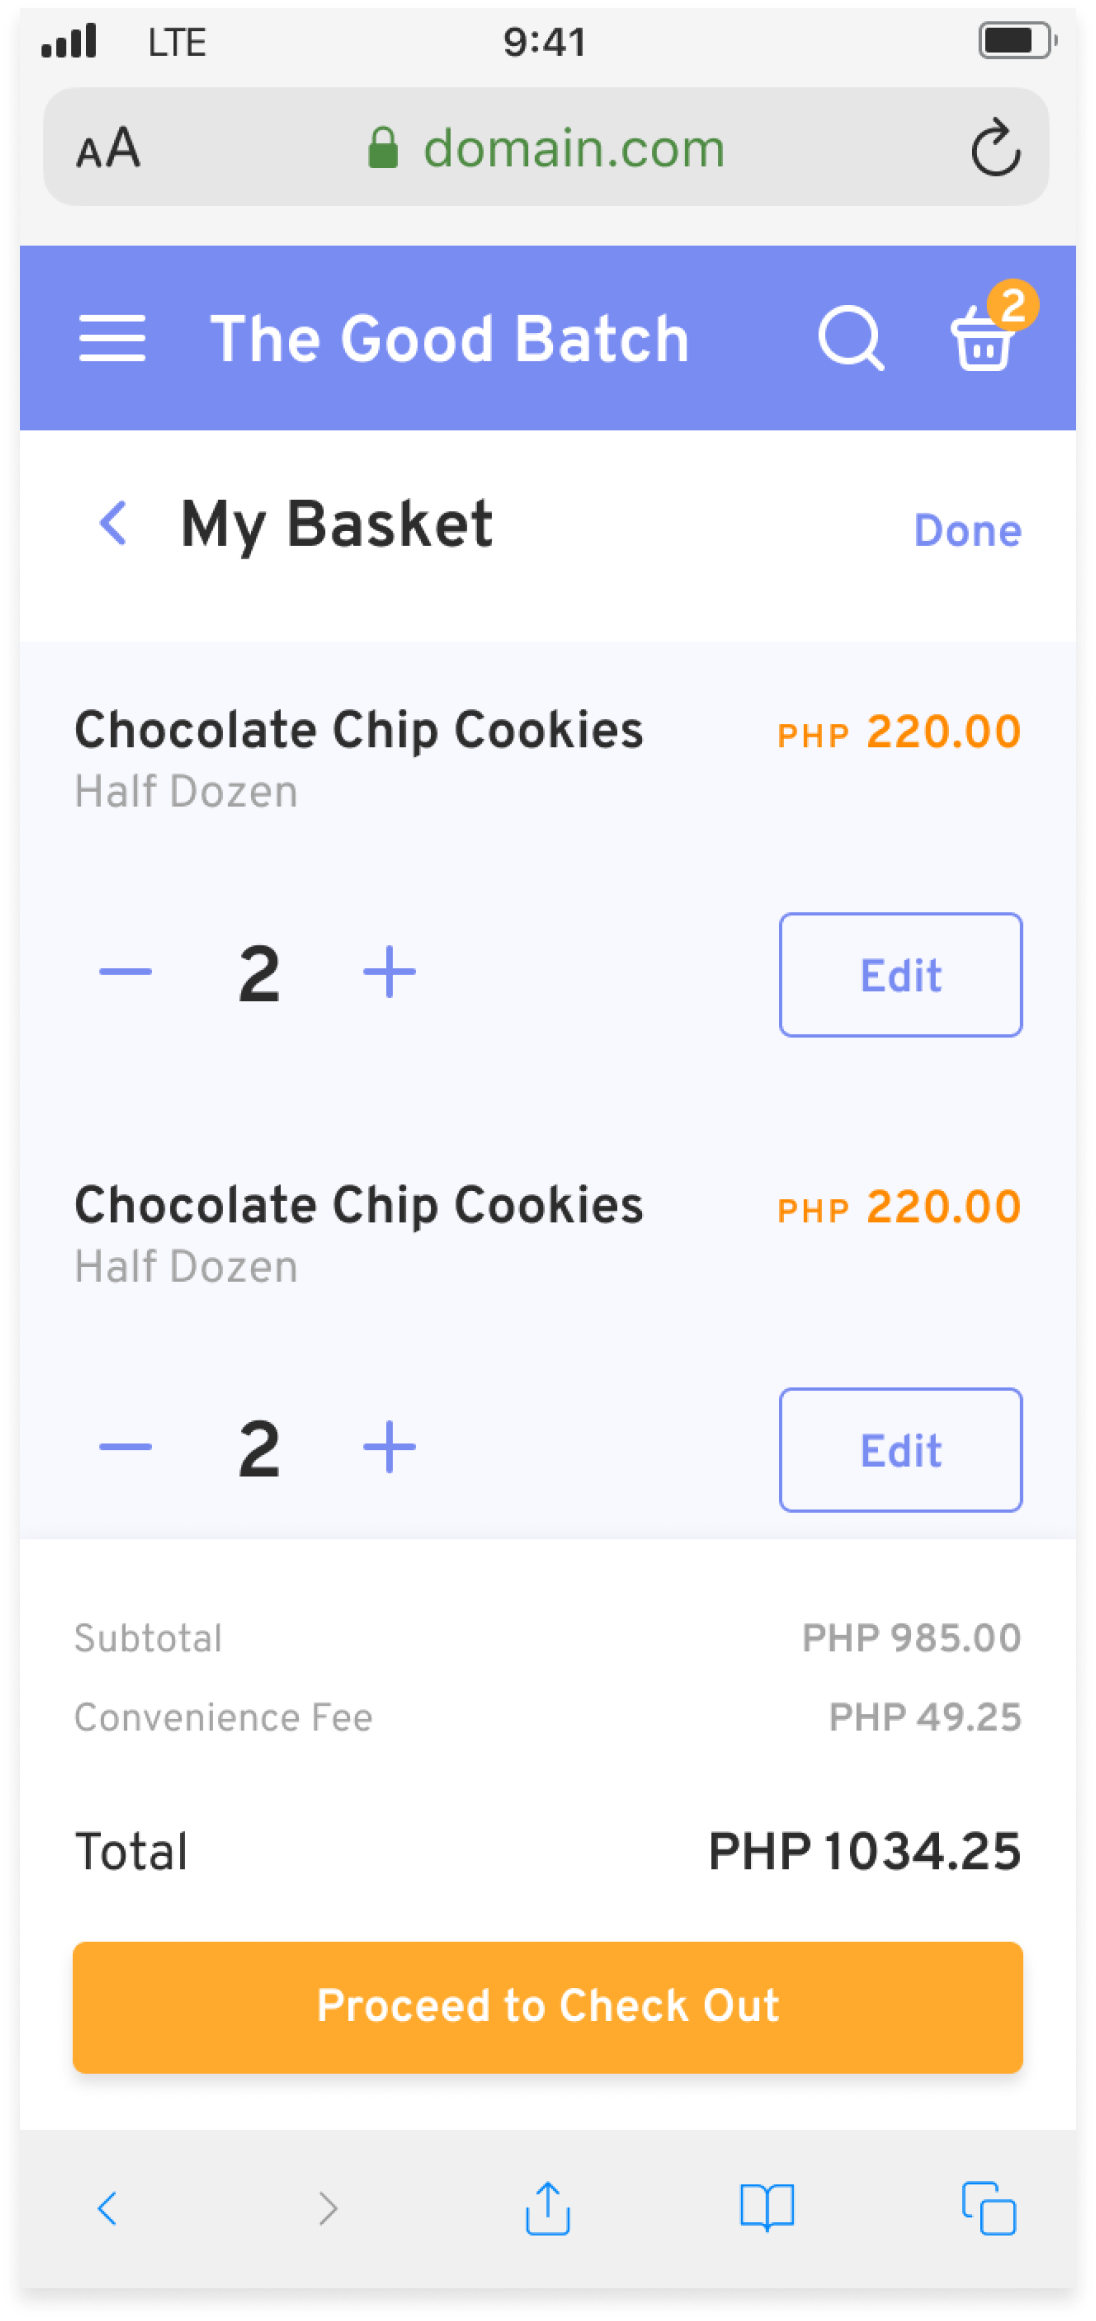 LTE 9:41
AA domain.com
The Good Batch 2
My Basket Done
Chocolate Chip Cookies PHP 220.00
Half Dozen
2 Edit
Chocolate Chip Cookies PHP 220.00
Half Dozen
2 Edit
Subtotal PHP 985.00
Convenience Fee PHP 49.25
Total PHP 1034.25
Proceed to Check Out